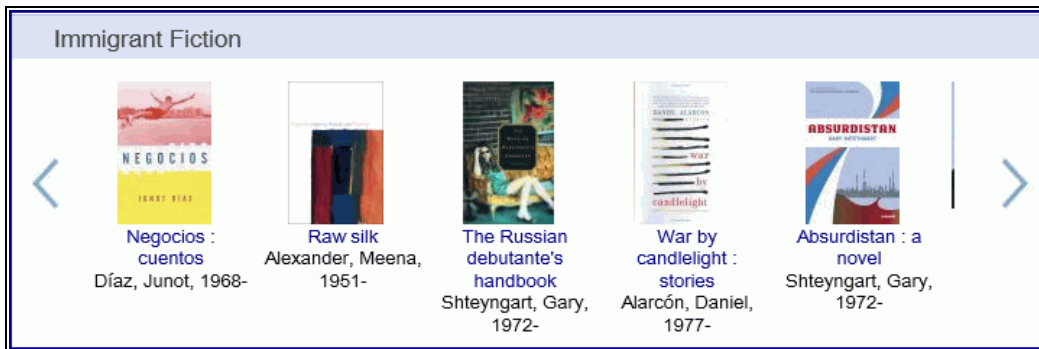 Immigrant Fiction
NEGOCIOS
JUNOT DÍAZ
DANIEL ALARCÓN
war
by
candlelight
ABSURDISTAN
GARY SHTEYNGART
Negocios :
cuentos
Díaz, Junot, 1968-
Raw silk
Alexander, Meena,
1951-
The Russian
debutante's
handbook
Shteyngart, Gary,
1972-
War by
candlelight :
stories
Alarcón, Daniel,
1977-
Absurdistan : a
novel
Shteyngart, Gary,
1972-